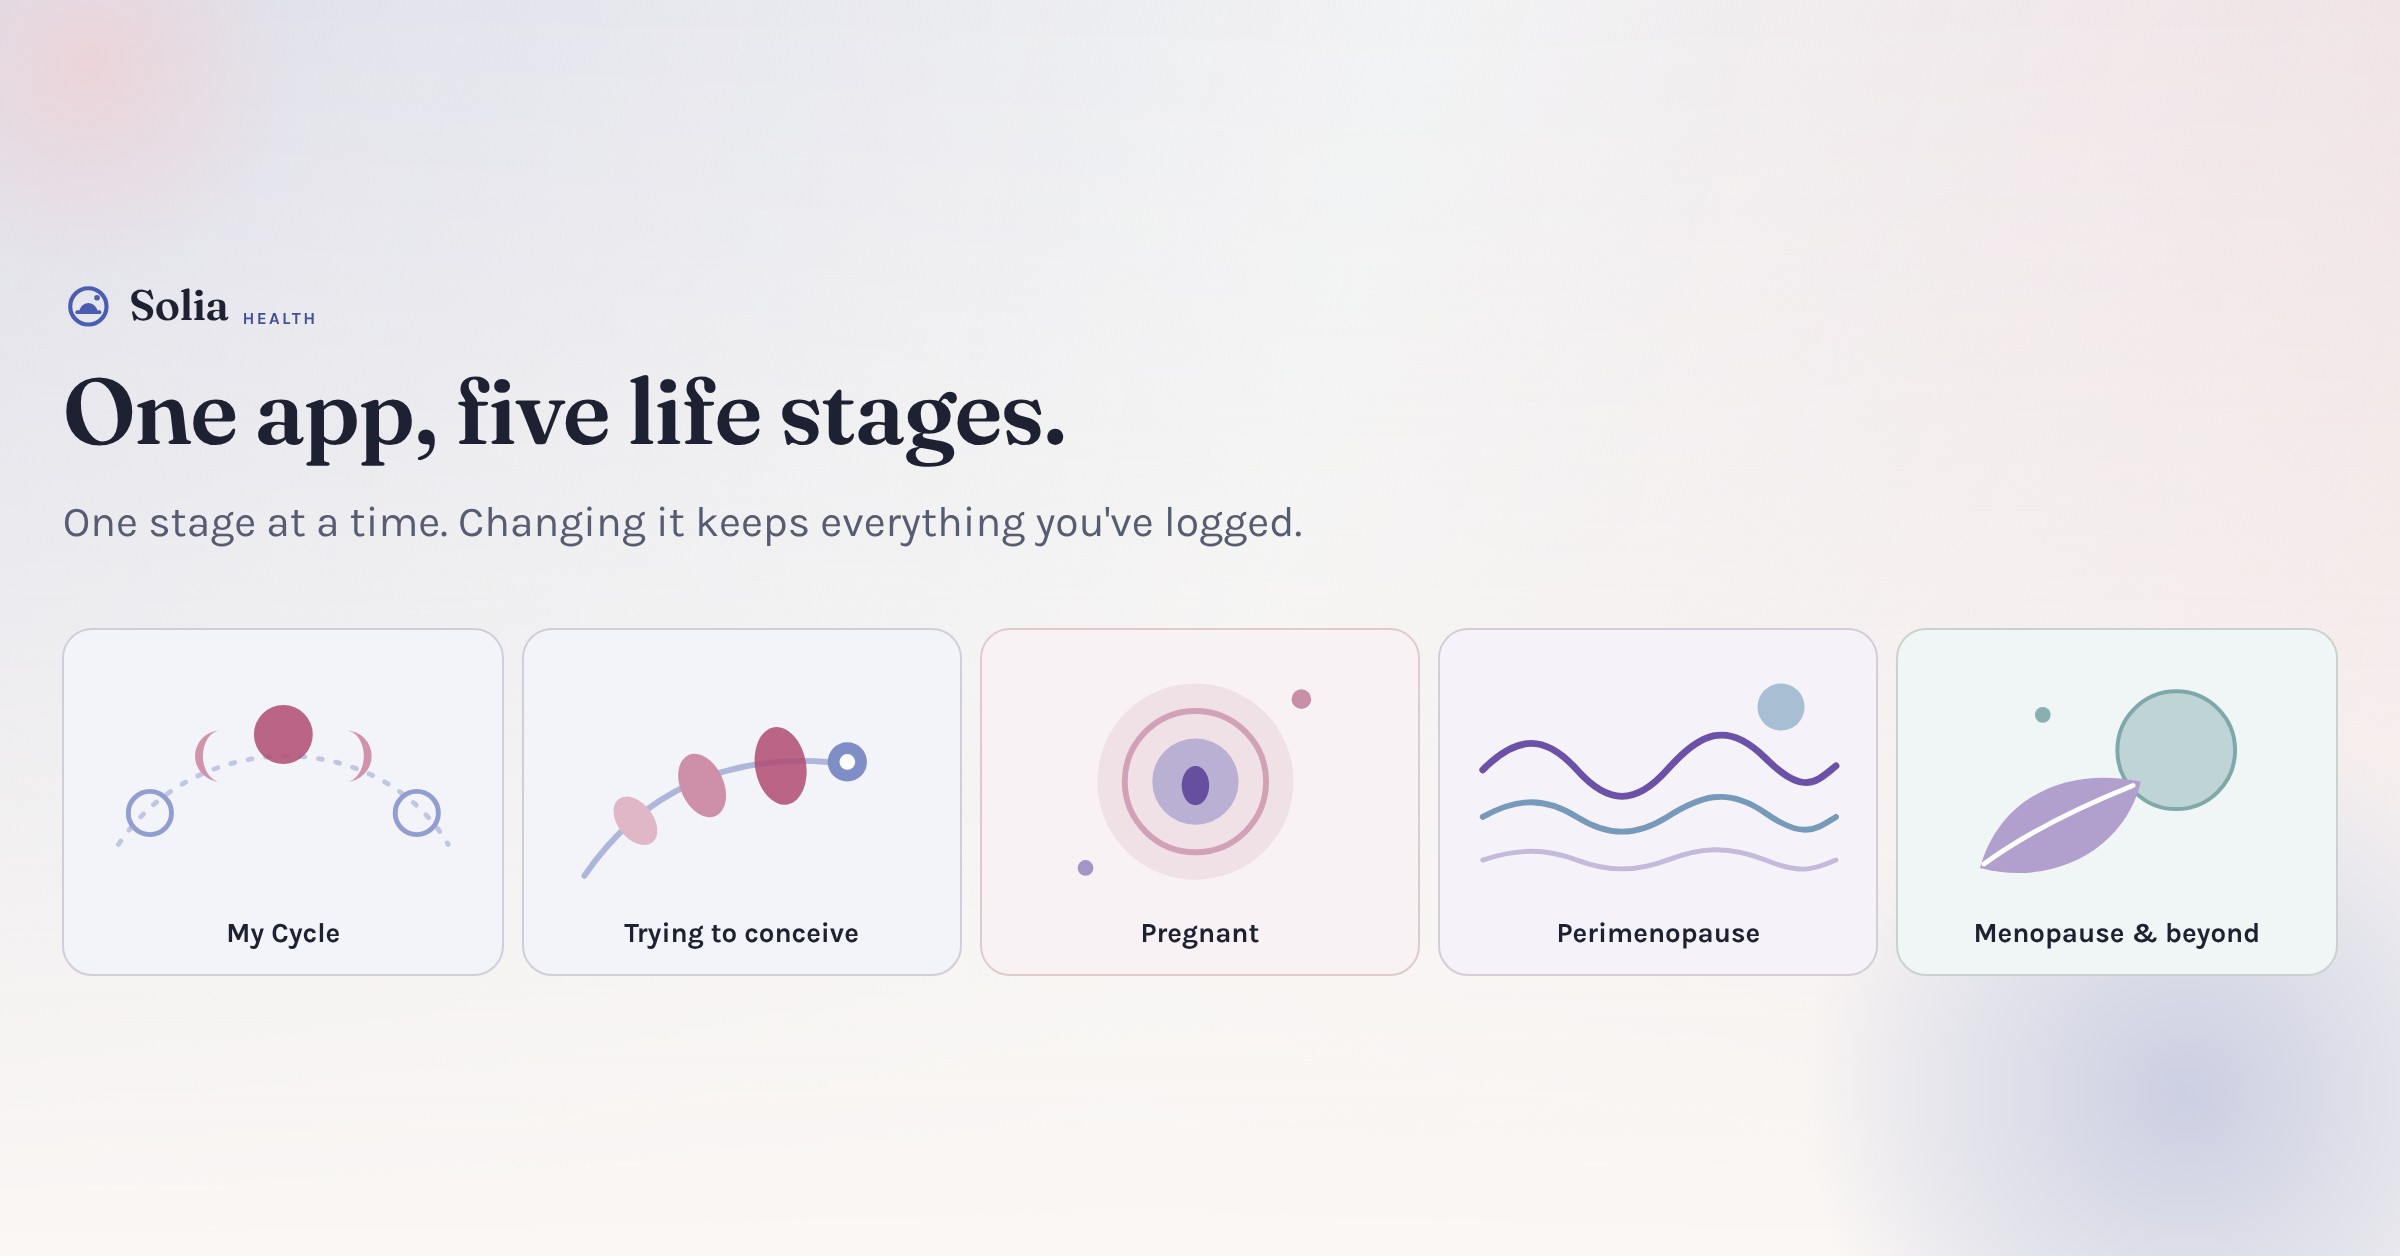 Solia HEALTH
One app, five life stages.
One stage at a time. Changing it keeps everything you've logged.
My Cycle
Trying to conceive
Pregnant
Perimenopause
Menopause & beyond